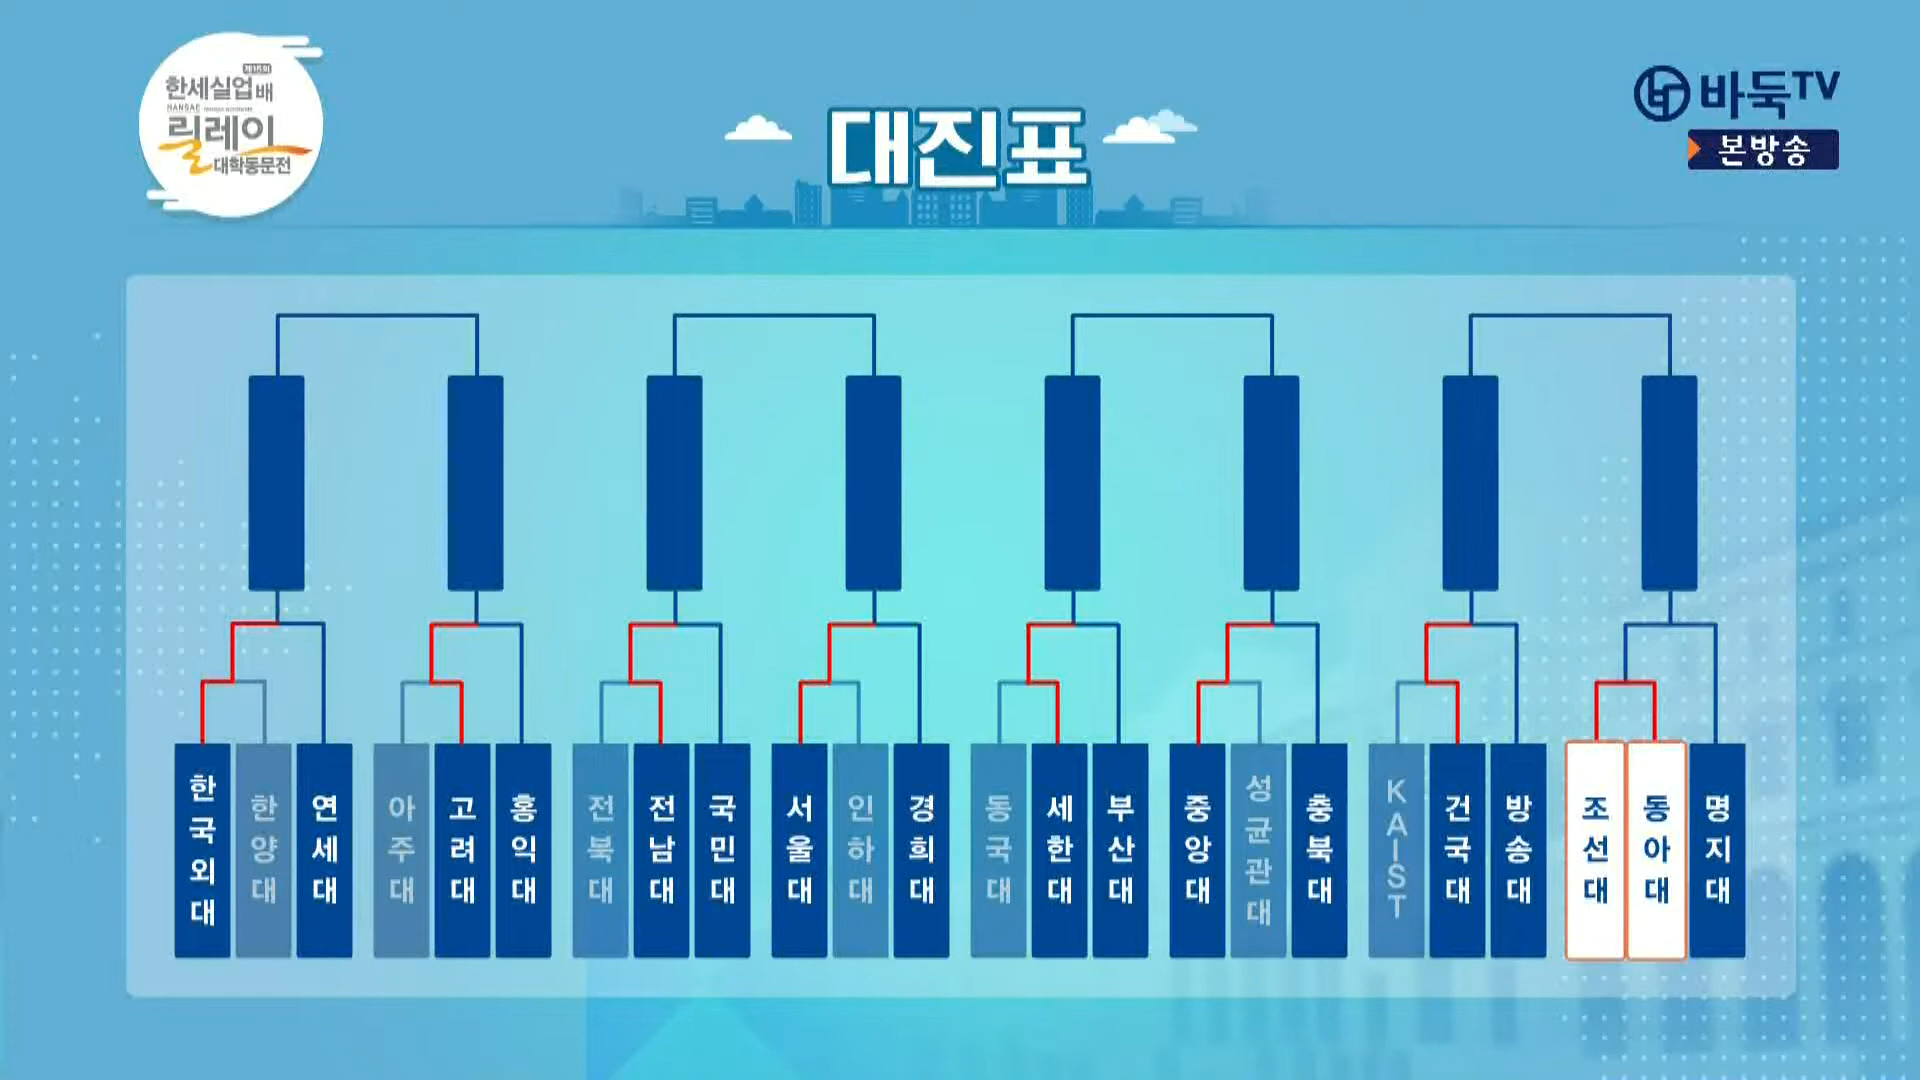 제15회
한세실업배
HANSAE
릴레이
대학동문전
대진표
바둑TV
본방송
한국외대
한양대
연세대
아주대
고려대
홍익대
전북대
전남대
국민대
서울대
인하대
경희대
동국대
세한대
부산대
중앙대
성균관대
충북대
KAIST
건국대
방송대
조선대
동아대
명지대